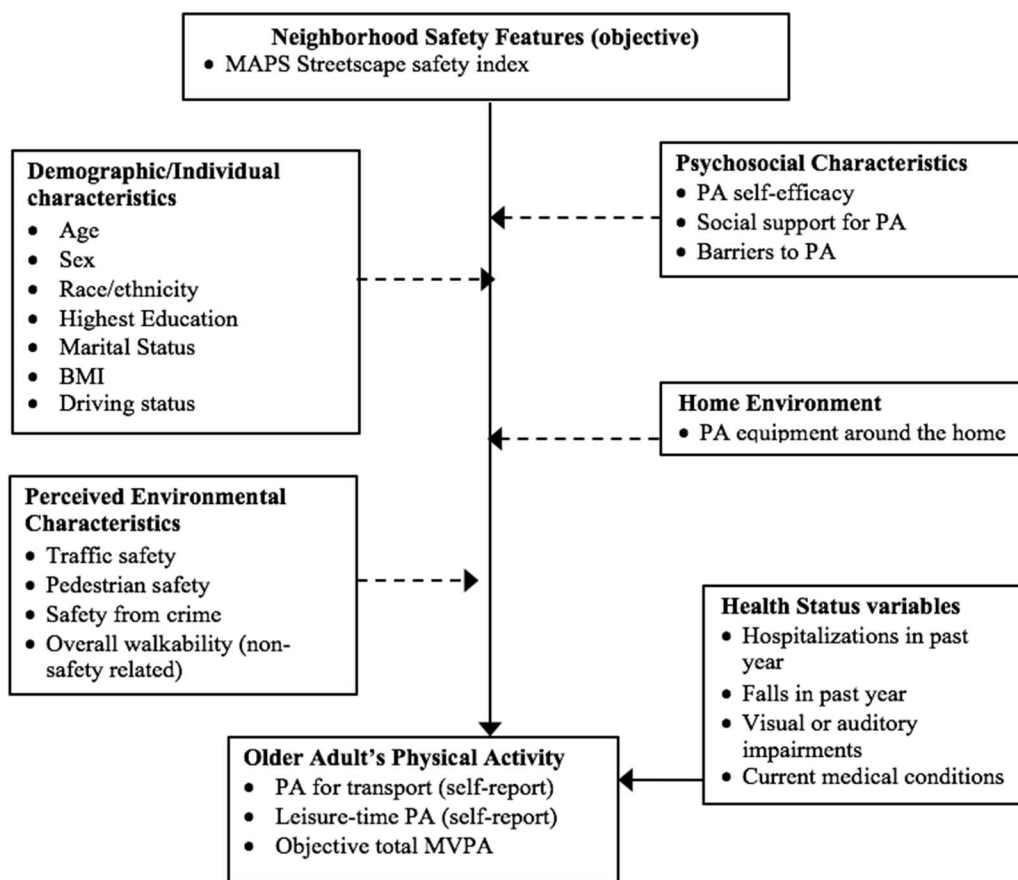 Neighborhood Safety Features (objective)
• MAPS Streetscape safety index
Demographic/Individual
characteristics
• Age
• Sex
• Race/ethnicity
• Highest Education
• Marital Status
• BMI
• Driving status
Psychosocial Characteristics
• PA self-efficacy
• Social support for PA
• Barriers to PA
Home Environment
• PA equipment around the home
Perceived Environmental
Characteristics
• Traffic safety
• Pedestrian safety
• Safety from crime
• Overall walkability (non-
safety related)
Health Status variables
• Hospitalizations in past
year
• Falls in past year
• Visual or auditory
impairments
• Current medical conditions
Older Adult’s Physical Activity
• PA for transport (self-report)
• Leisure-time PA (self-report)
• Objective total MVPA